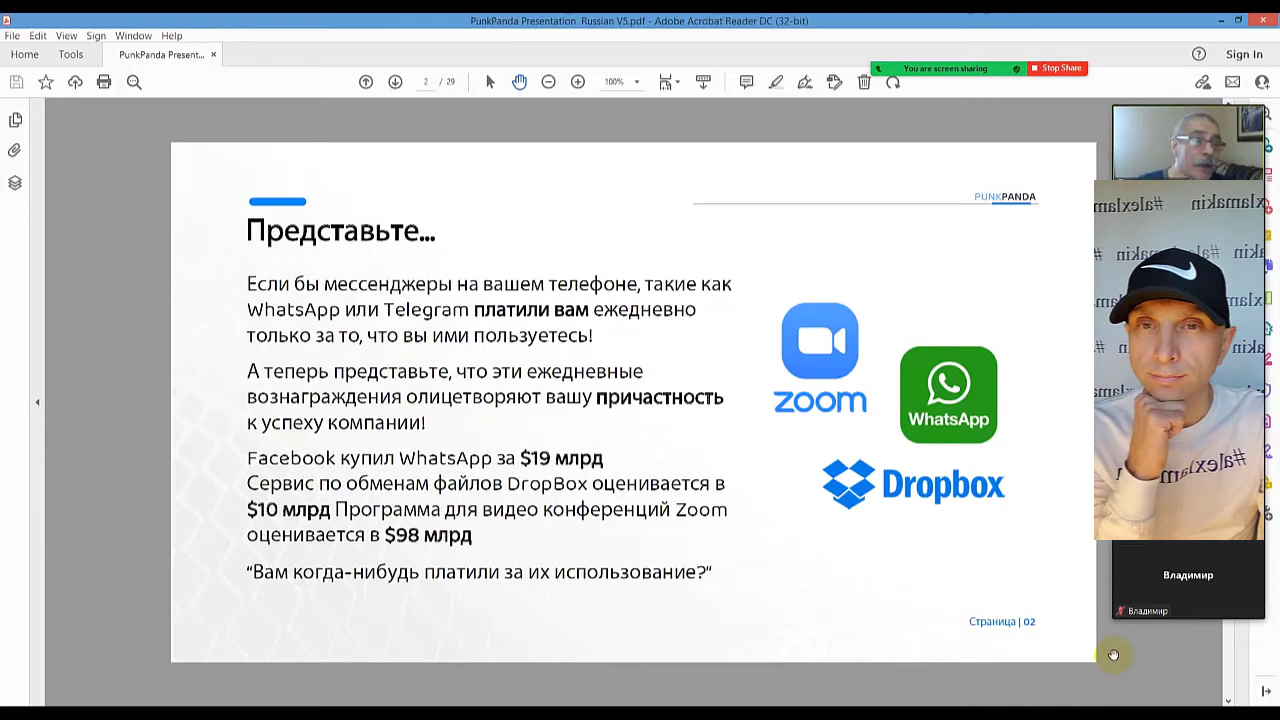 PunkPanda Presentation Russian V5.pdf - Adobe Acrobat Reader DC (32-bit)
File Edit View Sign Window Help
Home Tools PunkPanda Present... Sign In
2 / 29 100%
You are screen sharing Stop Share
PUNKPANDA
Представьте...
Если бы мессенджеры на вашем телефоне, такие как
WhatsApp или Telegram платили вам ежедневно
только за то, что вы ими пользуетесь!
А теперь представьте, что эти ежедневные
вознаграждения олицетворяют вашу причастность
к успеху компании!
Facebook купил WhatsApp за $19 млрд
Сервис по обменам файлов DropBox оценивается в
$10 млрд Программа для видео конференций Zoom
оценивается в $98 млрд
“Вам когда-нибудь платили за их использование?“
zoom
WhatsApp
Dropbox
Страница | 02
#alexlam
Владимир
Владимир